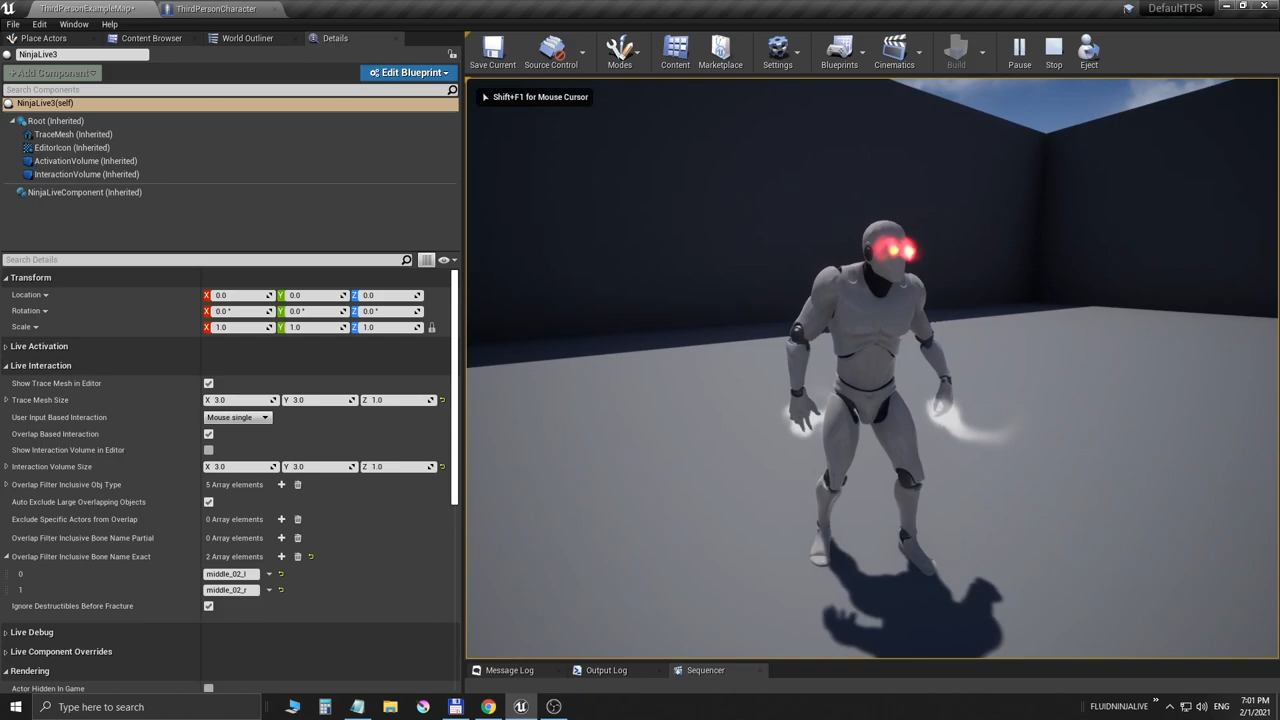 ThirdPersonExampleMap*
ThirdPersonCharacter
DefaultTPS
File Edit Window Help
Place Actors
Content Browser
World Outliner
Details
NinjaLive3
+ Add Component
Edit Blueprint
Search Components
NinjaLive3(self)
Root (Inherited)
TraceMesh (Inherited)
EditorIcon (Inherited)
ActivationVolume (Inherited)
InteractionVolume (Inherited)
NinjaLiveComponent (Inherited)
Search Details
Transform
Location X 0.0 Y 0.0 Z 0.0
Rotation X 0.0 ° Y 0.0 ° Z 0.0 °
Scale X 1.0 Y 1.0 Z 1.0
Live Activation
Live Interaction
Show Trace Mesh in Editor
Trace Mesh Size X 3.0 Y 3.0 Z 1.0
User Input Based Interaction Mouse single
Overlap Based Interaction
Show Interaction Volume in Editor
Interaction Volume Size X 3.0 Y 3.0 Z 1.0
Overlap Filter Inclusive Obj Type 5 Array elements
Auto Exclude Large Overlapping Objects
Exclude Specific Actors from Overlap 0 Array elements
Overlap Filter Inclusive Bone Name Partial 0 Array elements
Overlap Filter Inclusive Bone Name Exact 2 Array elements
0 middle_02_l
1 middle_02_r
Ignore Destructibles Before Fracture
Live Debug
Live Component Overrides
Rendering
Actor Hidden In Game
Save Current
Source Control
Modes
Content
Marketplace
Settings
Blueprints
Cinematics
Build
Pause
Stop
Eject
Shift+F1 for Mouse Cursor
Message Log
Output Log
Sequencer
Type here to search
FLUIDNINJALIVE
ENG
7:01 PM
2/1/2021